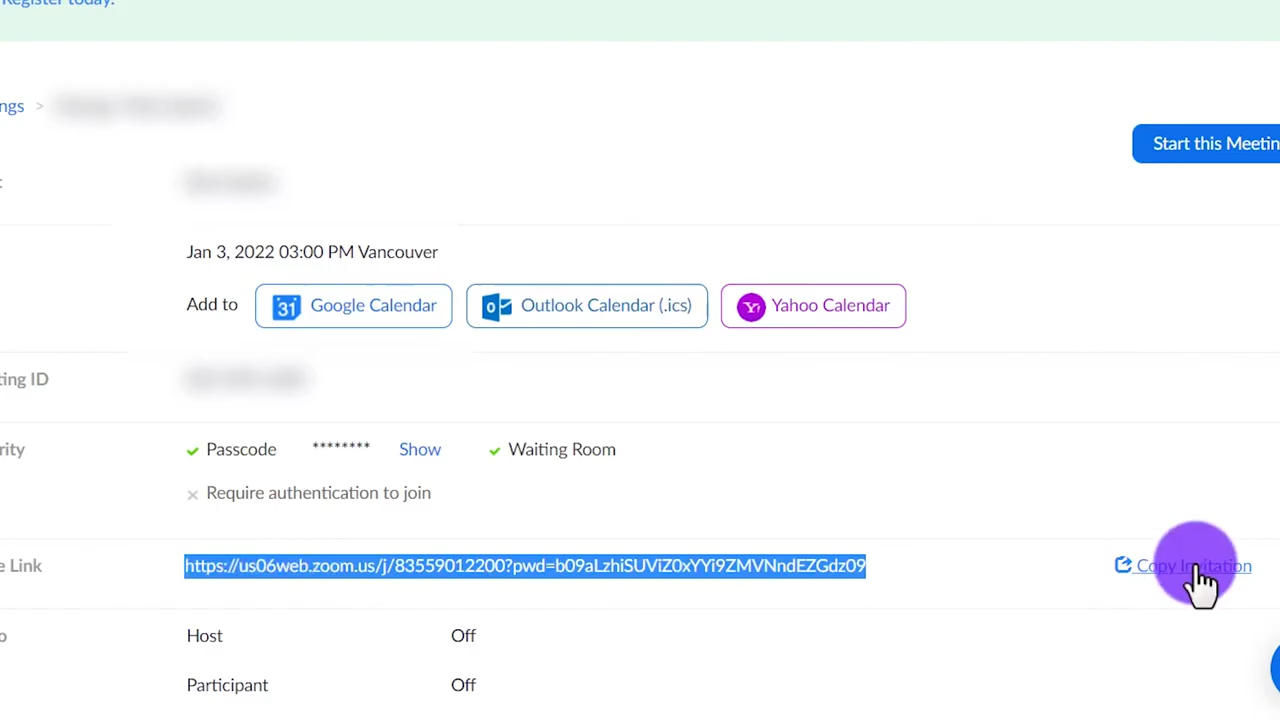 Register today.
ngs >
Start this Meetin
Jan 3, 2022 03:00 PM Vancouver
Add to 31 Google Calendar Outlook Calendar (.ics) Yahoo Calendar
ting ID
rity Passcode ******** Show Waiting Room
Require authentication to join
e Link https://us06web.zoom.us/j/83559012200?pwd=b09aLzhiSUViZ0xYYi9ZMVNndEZGdz09 Copy Invitation
o Host Off
Participant Off